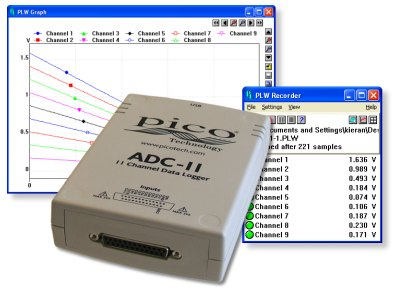 PLW Graph
Channel 1 Channel 3 Channel 5 Channel 7 Channel 9
Channel 2 Channel 4 Channel 6 Channel 8
V
1.5
1
0.5
0
0
USB
pico
Technology
www.picotech.com
ADC-11
11 Channel Data Logger
Inputs
PLW Recorder
File Settings View Help
ocuments and Settings\kieran\Des
1-1.PLW
ned after 221 samples
Channel 1 1.636 V
Channel 2 0.989 V
Channel 3 0.493 V
Channel 4 0.184 V
Channel 5 0.074 V
Channel 6 0.106 V
Channel 7 0.187 V
Channel 8 0.230 V
Channel 9 0.171 V